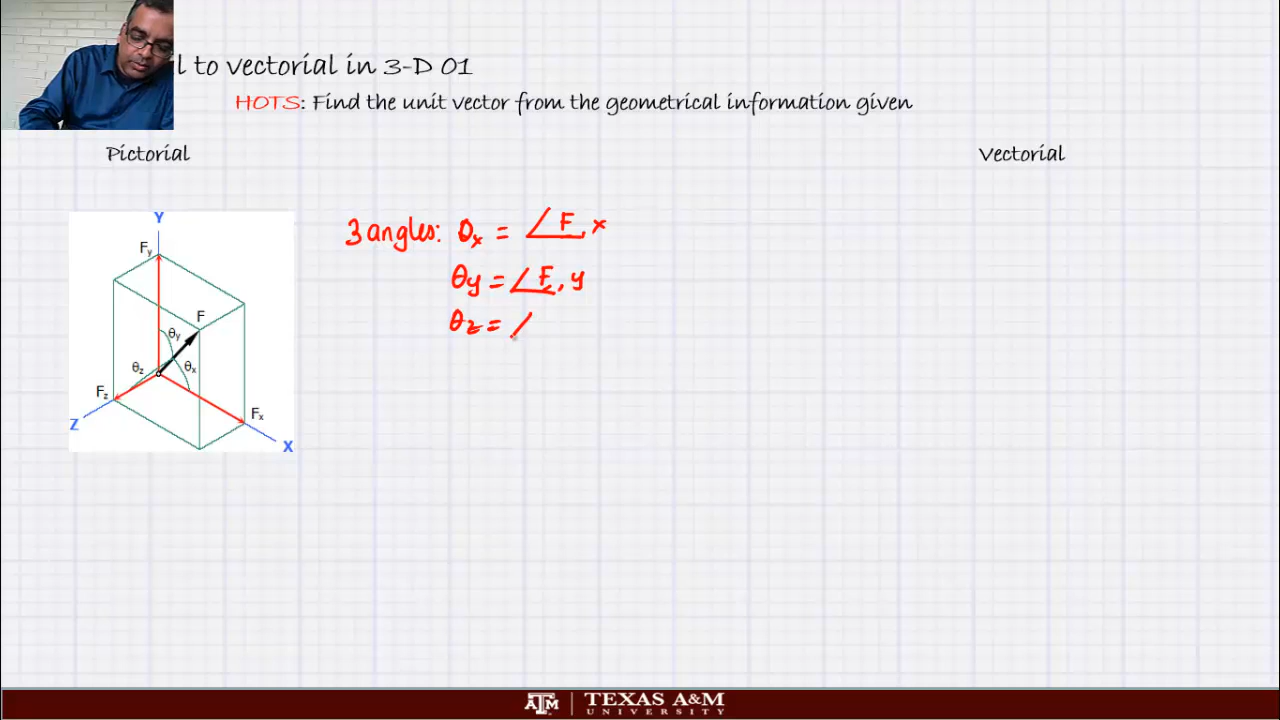 l to vectorial in 3-D 01
HOTS: Find the unit vector from the geometrical information given
Pictorial
Vectorial
3 angles: θx = ∠F, x
θy = ∠F, y
θz = ∠
Y
Fy
F
θy
θz
θx
Fz
Fx
Z
X
ATM | TEXAS A&M
UNIVERSITY